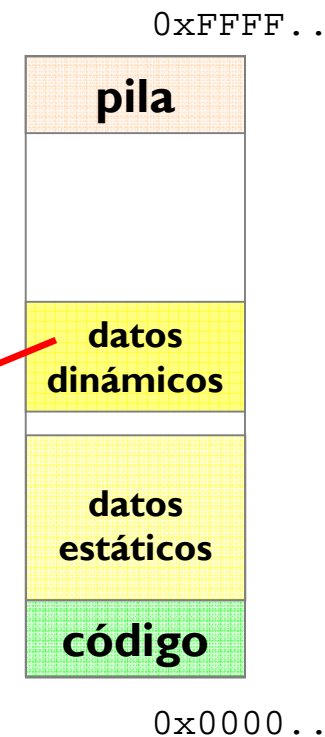 0xFFFF..
pila
datos
dinámicos
datos
estáticos
código
0x0000..